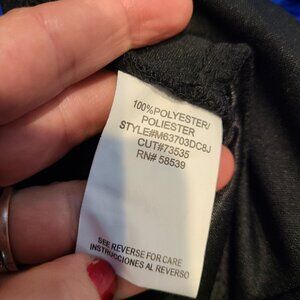 100%POLYESTER/
POLIESTER
STYLE#M63703DC8J
CUT#73535
RN# 58539
SEE REVERSE FOR CARE
INSTRUCCIONES AL REVERSO